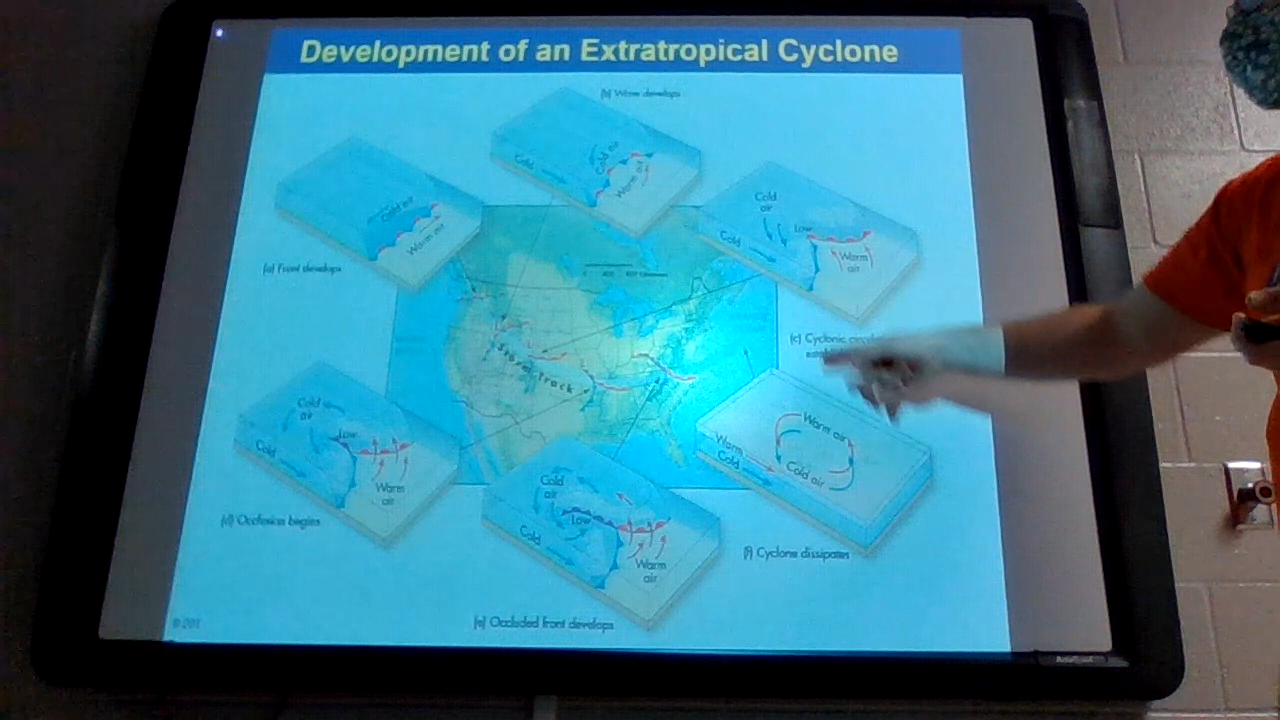 Development of an Extratropical Cyclone
(b) Wave develops
Cold
Cold air
Warm air
Cold air
Warm air
(a) Front develops
Cold
air
Cold
Low
Warm
air
(c) Cyclonic
Storm track
Cold
air
Cold
Low
Warm
air
(d) Occlusion begins
Cold
air
Low
Cold
Warm
air
(e) Occluded front develops
Warm air
Warm
Cold
Cold air
(f) Cyclone dissipates